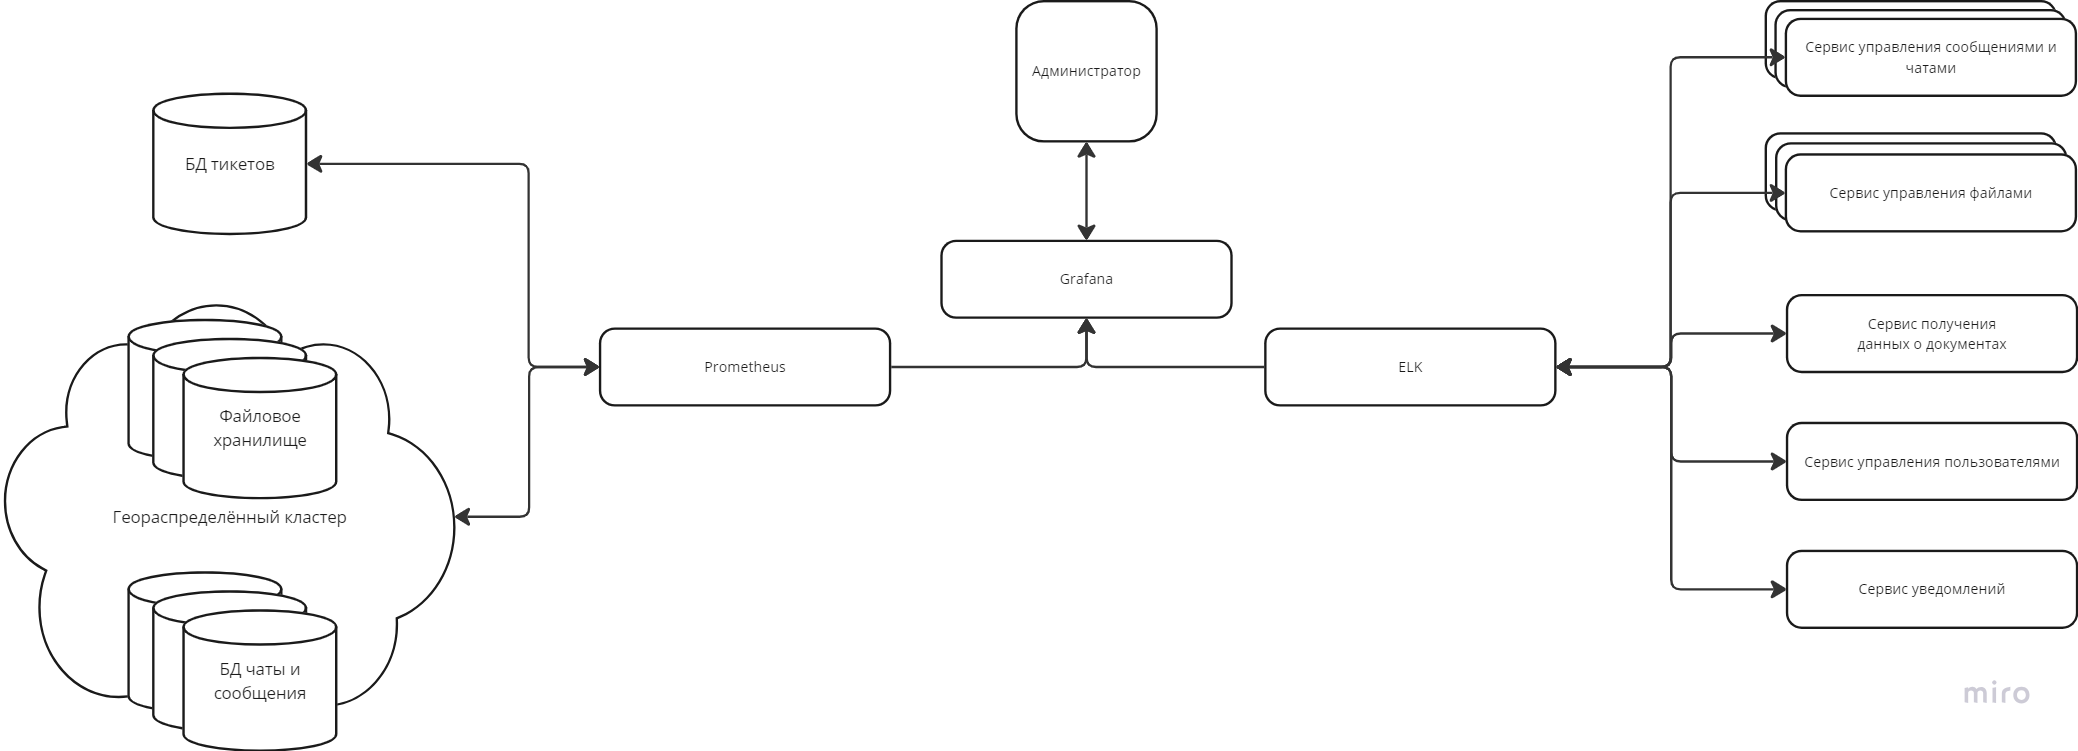 Администратор
Сервис управления сообщениями и
чатами
БД тикетов
Сервис управления файлами
Grafana
Сервис получения
данных о документах
Prometheus
ELK
Файловое
хранилище
Сервис управления пользователями
Геораспределённый кластер
Сервис уведомлений
БД чаты и
сообщения
miro